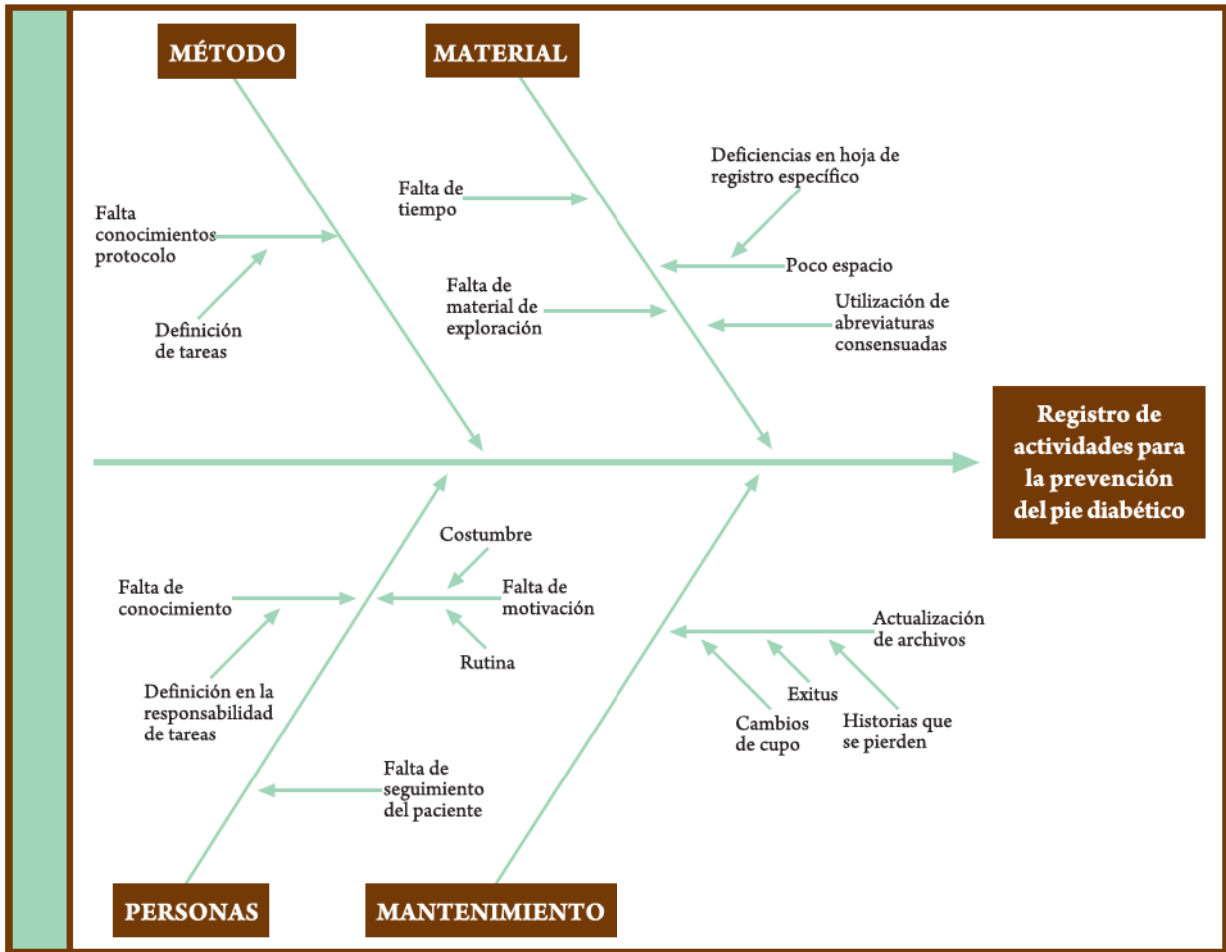 MÉTODO
MATERIAL
Deficiencias en hoja de
registro específico
Falta de
tiempo
Falta
conocimientos
protocolo
Poco espacio
Falta de
material de
exploración
Utilización de
abreviaturas
consensuadas
Definición
de tareas
Registro de
actividades para
la prevención
del pie diabético
Costumbre
Falta de
conocimiento
Falta de
motivación
Actualización
de archivos
Rutina
Definición en la
responsabilidad
de tareas
Exitus
Cambios
de cupo
Historias que
se pierden
Falta de
seguimiento
del paciente
PERSONAS
MANTENIMIENTO